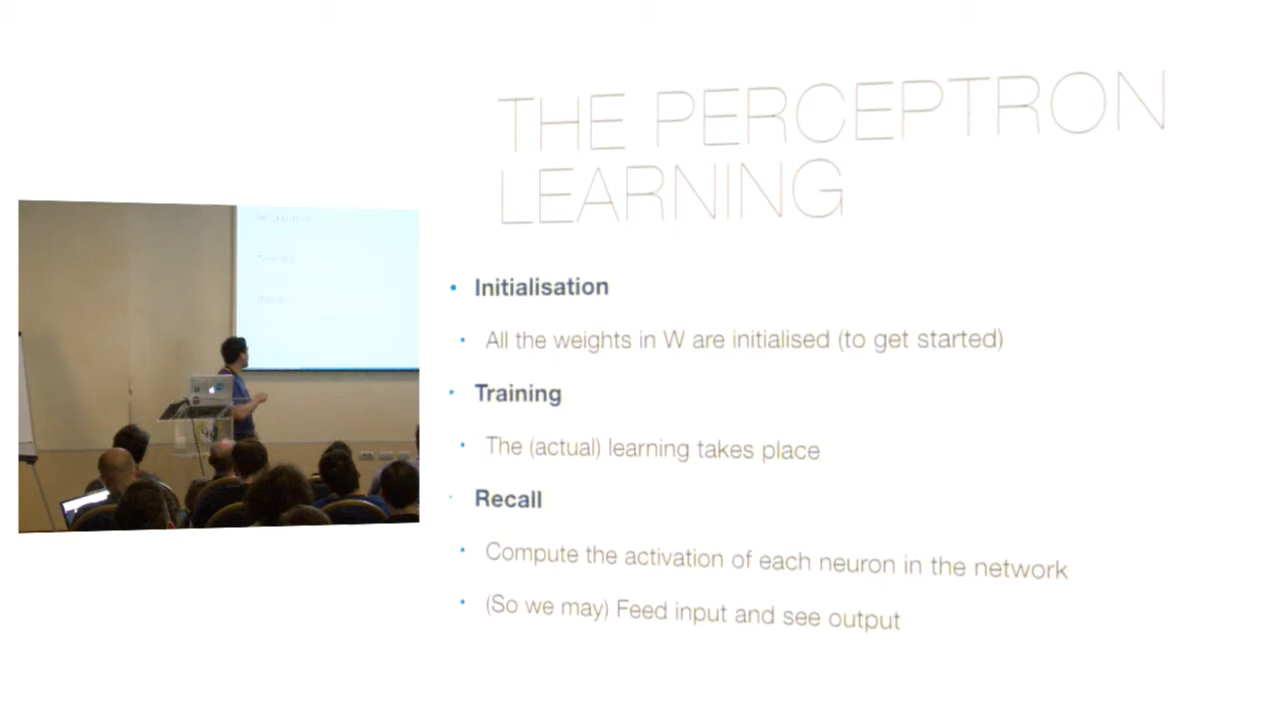 THE PERCEPTRON
LEARNING
• Initialisation
• All the weights in W are initialised (to get started)
• Training
• The (actual) learning takes place
• Recall
• Compute the activation of each neuron in the network
• (So we may) Feed input and see output